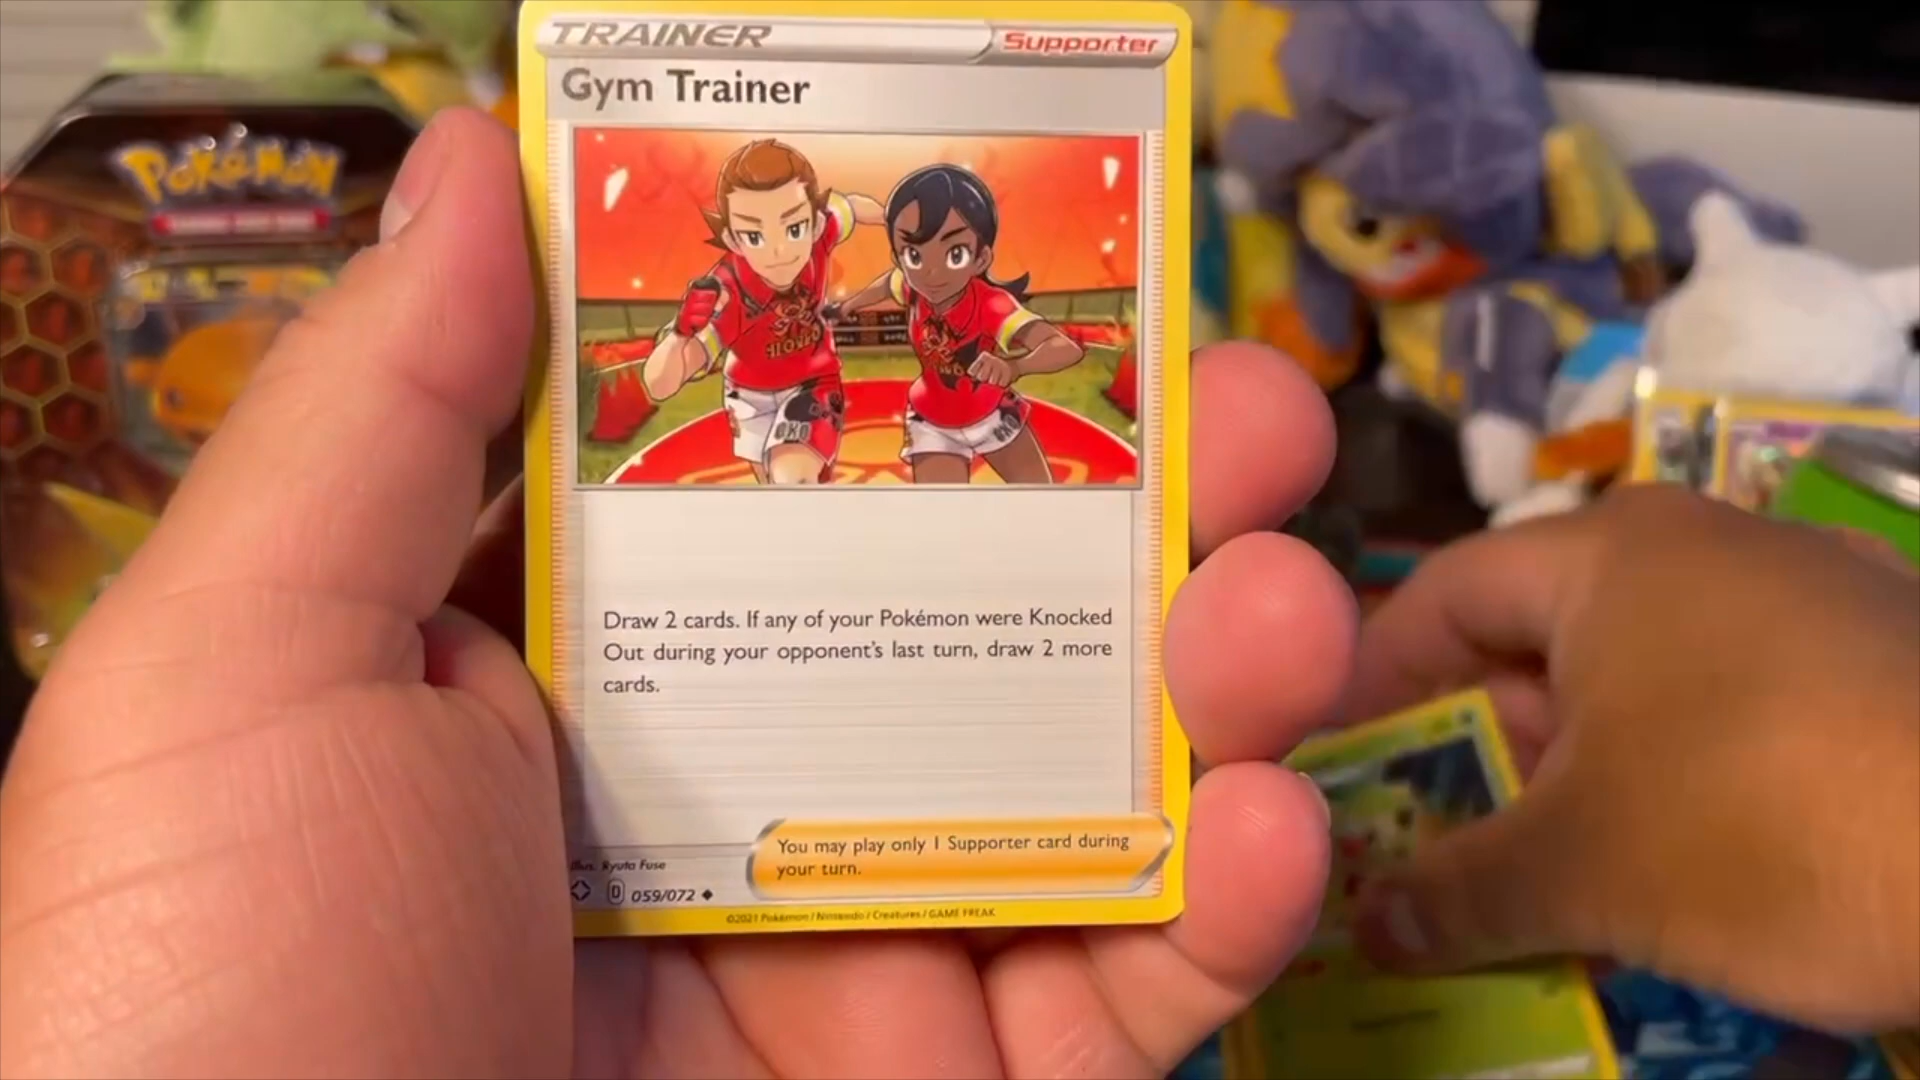 TRAINER
Supporter
Gym Trainer
Pokémon
Draw 2 cards. If any of your Pokémon were Knocked
Out during your opponent's last turn, draw 2 more
cards.
You may play only 1 Supporter card during
your turn.
Illus. Ryuta Fuse
D 059/072
©2021 Pokémon / Nintendo / Creatures / GAME FREAK